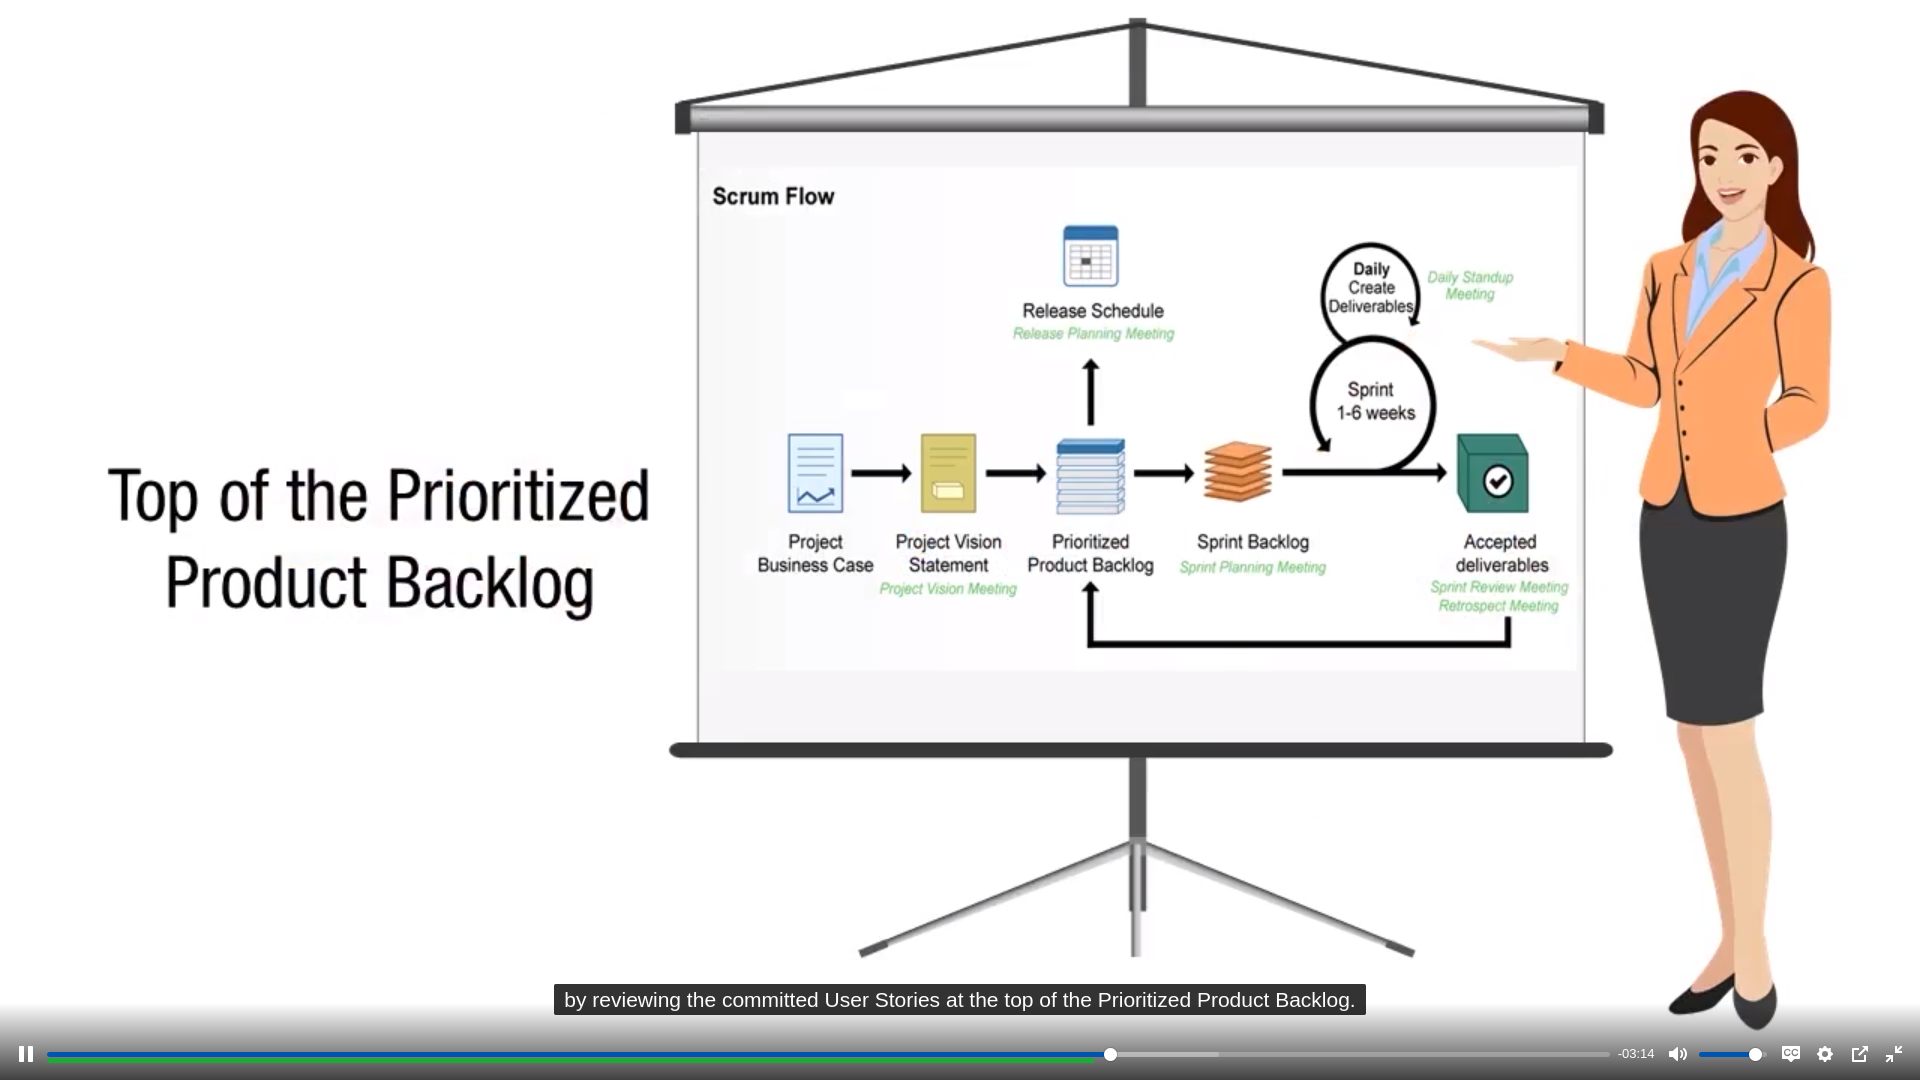 Top of the Prioritized
Product Backlog
Scrum Flow
Release Schedule
Release Planning Meeting
Daily
Create
Deliverables
Daily Standup
Meeting
Sprint
1-6 weeks
Project
Business Case
Project Vision
Statement
Project Vision Meeting
Prioritized
Product Backlog
Sprint Backlog
Sprint Planning Meeting
Accepted
deliverables
Sprint Review Meeting
Retrospect Meeting
by reviewing the committed User Stories at the top of the Prioritized Product Backlog.
-03:14
CC